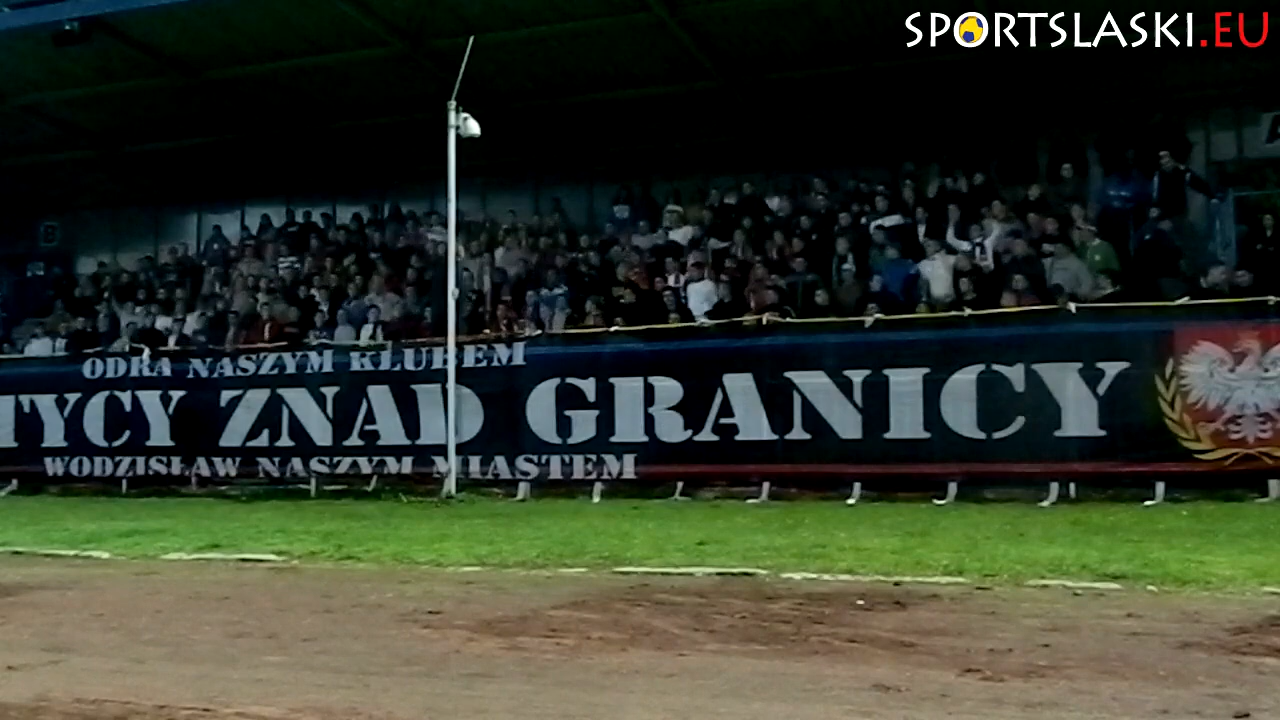 SPORTSLASKI.EU
B
ODRA NASZYM KLUBEM
TYCY ZNAD GRANICY
WODZISŁAW NASZYM MIASTEM